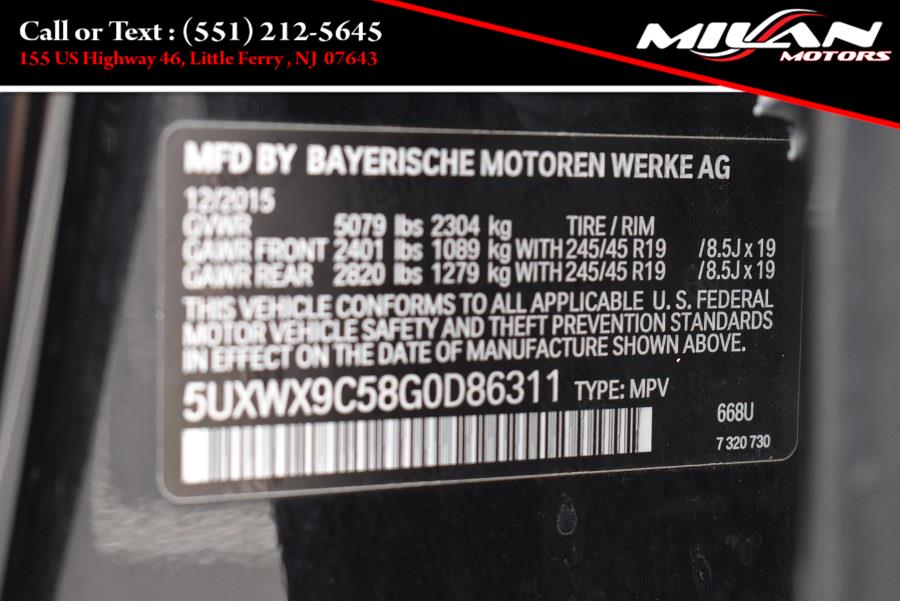 Call or Text : (551) 212-5645
155 US Highway 46, Little Ferry , NJ 07643
MILAN
MOTORS
MFD BY BAYERISCHE MOTOREN WERKE AG
12/2015
GVWR 5079 lbs 2304 kg TIRE / RIM
GAWR FRONT 2401 lbs 1089 kg WITH 245/45 R19 /8.5J x 19
GAWR REAR 2820 lbs 1279 kg WITH 245/45 R19 /8.5J x 19
THIS VEHICLE CONFORMS TO ALL APPLICABLE U. S. FEDERAL
MOTOR VEHICLE SAFETY AND THEFT PREVENTION STANDARDS
IN EFFECT ON THE DATE OF MANUFACTURE SHOWN ABOVE.
5UXWX9C58G0D86311 TYPE: MPV
668U
7 320 730